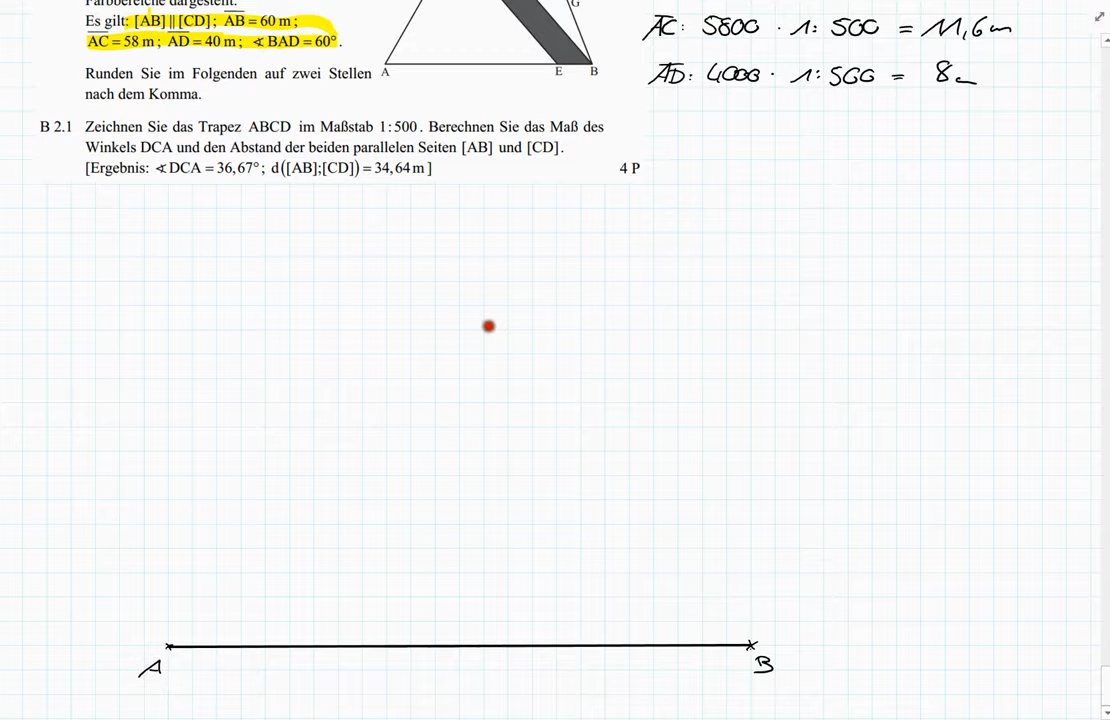 Farbbereiche dargestellt.
Es gilt: [AB] || [CD]; AB = 60 m;
AC = 58 m; AD = 40 m; ∢ BAD = 60°.
Runden Sie im Folgenden auf zwei Stellen
nach dem Komma.
G
A E B
AC: 5800 · 1:500 = 11,6cm
AD: 4000 · 1:500 = 8cm
B 2.1 Zeichnen Sie das Trapez ABCD im Maßstab 1:500. Berechnen Sie das Maß des
Winkels DCA und den Abstand der beiden parallelen Seiten [AB] und [CD].
[Ergebnis: ∢ DCA = 36,67°; d([AB];[CD]) = 34,64 m] 4 P
A B